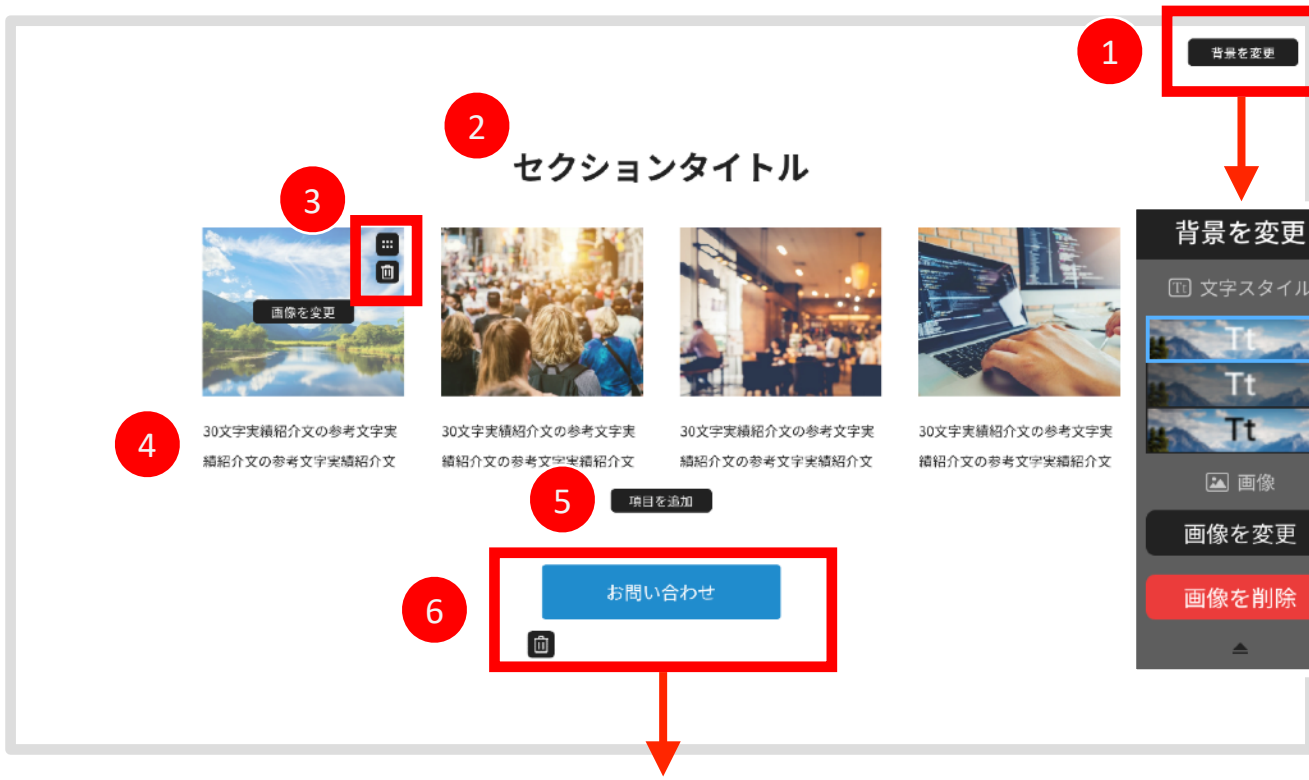 1
背景を変更
2
セクションタイトル
3
画像を変更
背景を変更
Tt 文字スタイル
Tt
Tt
Tt
画像
画像を変更
画像を削除
4
30文字実績紹介文の参考文字実
績紹介文の参考文字実績紹介文
30文字実績紹介文の参考文字実
績紹介文の参考文字実績紹介文
30文字実績紹介文の参考文字実
績紹介文の参考文字実績紹介文
30文字実績紹介文の参考文字実
績紹介文の参考文字実績紹介文
5
項目を追加
6
お問い合わせ